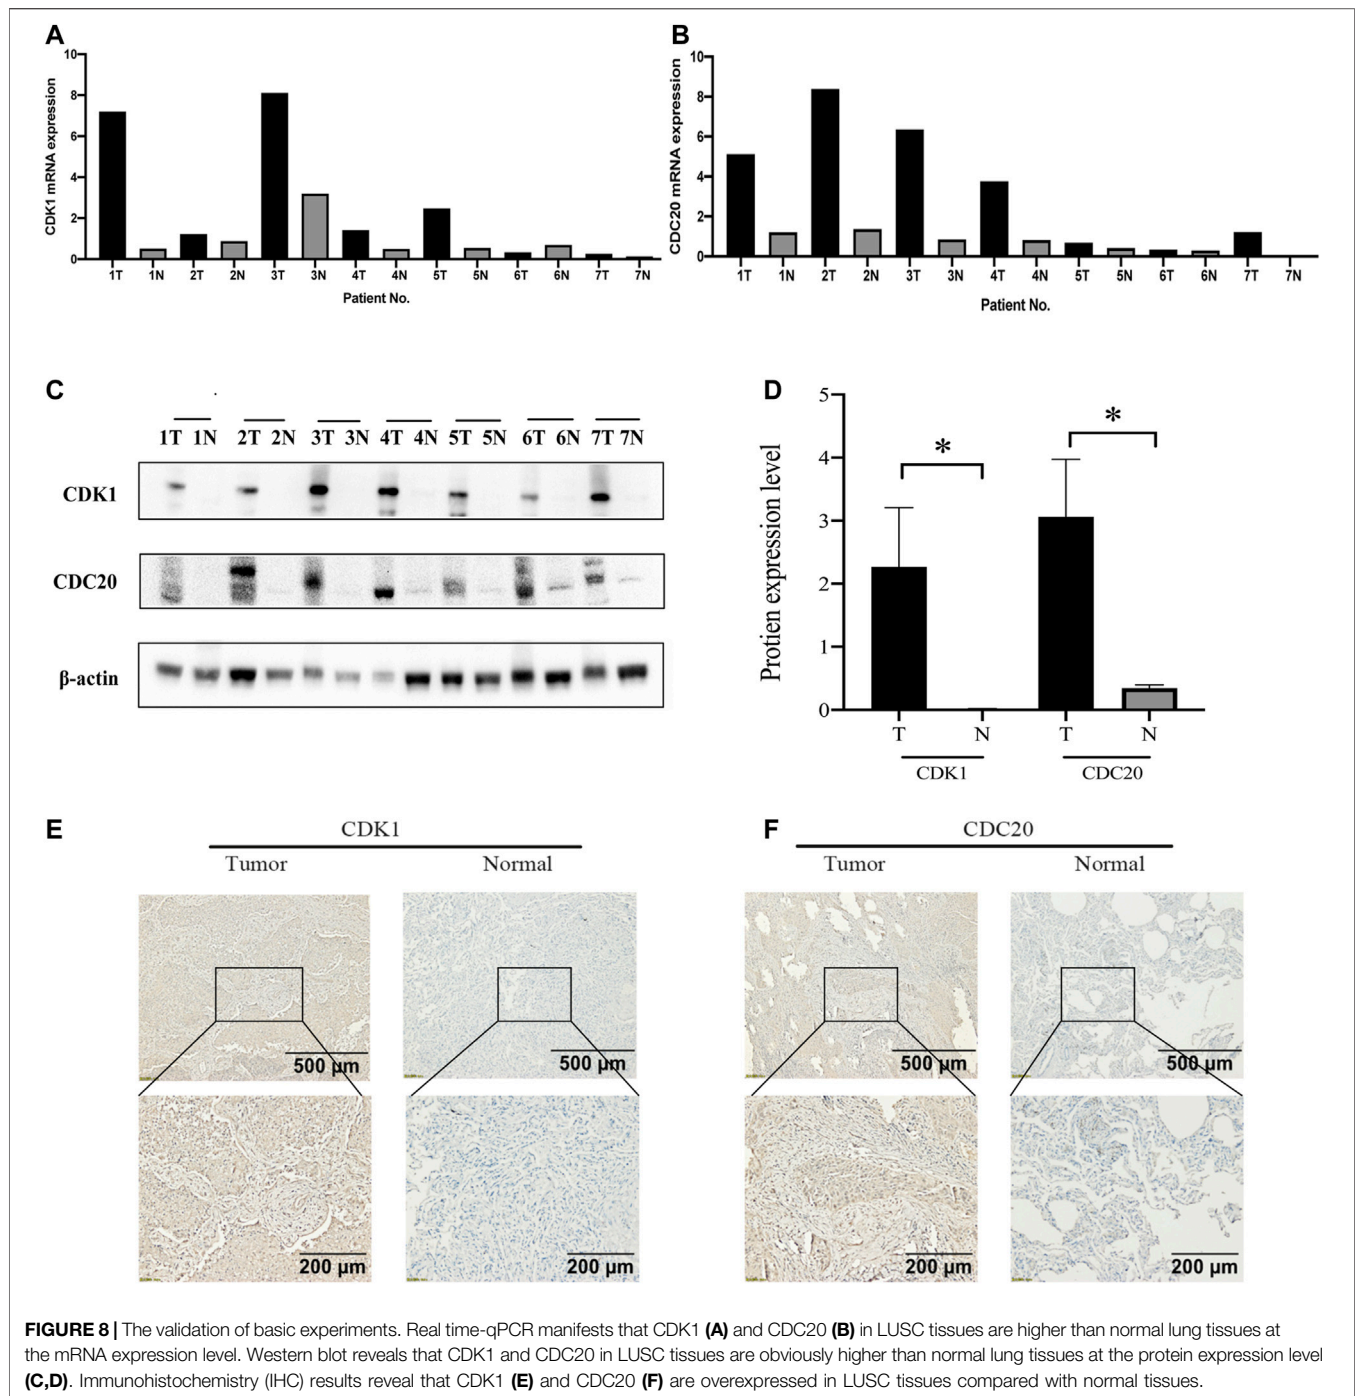 A
CDK1 mRNA expression
10
8
6
4
2
0
1T 1N 2T 2N 3T 3N 4T 4N 5T 5N 6T 6N 7T 7N
Patient No.
B
CDC20 mRNA expression
10
8
6
4
2
0
1T 1N 2T 2N 3T 3N 4T 4N 5T 5N 6T 6N 7T 7N
Patient No.
C
1T 1N 2T 2N 3T 3N 4T 4N 5T 5N 6T 6N 7T 7N
CDK1
CDC20
β-actin
D
Protien expression level
5
4
3
2
1
0
*
*
T N T N
CDK1 CDC20
E
CDK1
Tumor Normal
500 µm 500 µm
200 µm 200 µm
F
CDC20
Tumor Normal
500 µm 500 µm
200 µm 200 µm
FIGURE 8 | The validation of basic experiments. Real time-qPCR manifests that CDK1 (A) and CDC20 (B) in LUSC tissues are higher than normal lung tissues at
the mRNA expression level. Western blot reveals that CDK1 and CDC20 in LUSC tissues are obviously higher than normal lung tissues at the protein expression level
(C,D). Immunohistochemistry (IHC) results reveal that CDK1 (E) and CDC20 (F) are overexpressed in LUSC tissues compared with normal tissues.